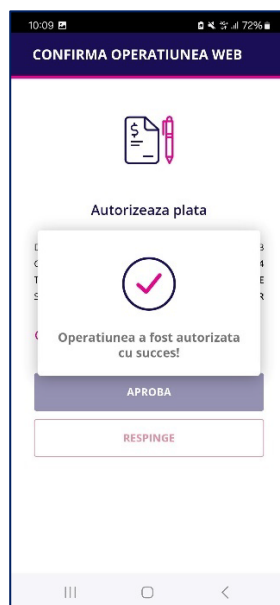 10:09
72%
CONFIRMA OPERATIUNEA WEB
$
Autorizeaza plata
Operatiunea a fost autorizata
cu succes!
APROBA
RESPINGE